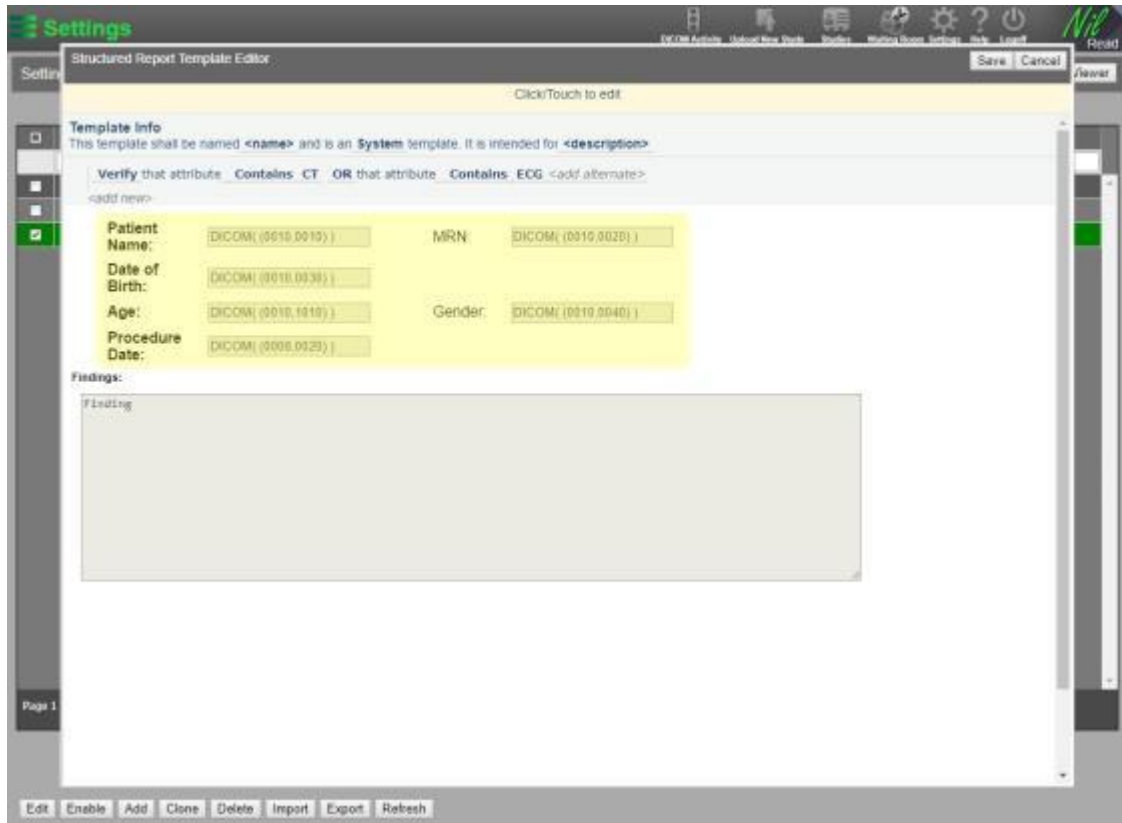 Settings
DICOM Activity Upload New Study Studies Waiting Room Settings Help Logoff
Nil
Read
Structured Report Template Editor
Save Cancel
Viewer
Click/Touch to edit
Template Info
This template shall be named <name> and is an System template. It is intended for <description>
Verify that attribute Contains CT OR that attribute Contains ECG <add alternate>
<add new>
Patient Name: DICOM( (0010,0010) ) MRN: DICOM( (0010,0020) )
Date of Birth: DICOM( (0010,0030) )
Age: DICOM( (0010,1010) ) Gender: DICOM( (0010,0040) )
Procedure Date: DICOM( (0008,0020) )
Findings:
Finding
Page 1
Edit Enable Add Clone Delete Import Export Refresh